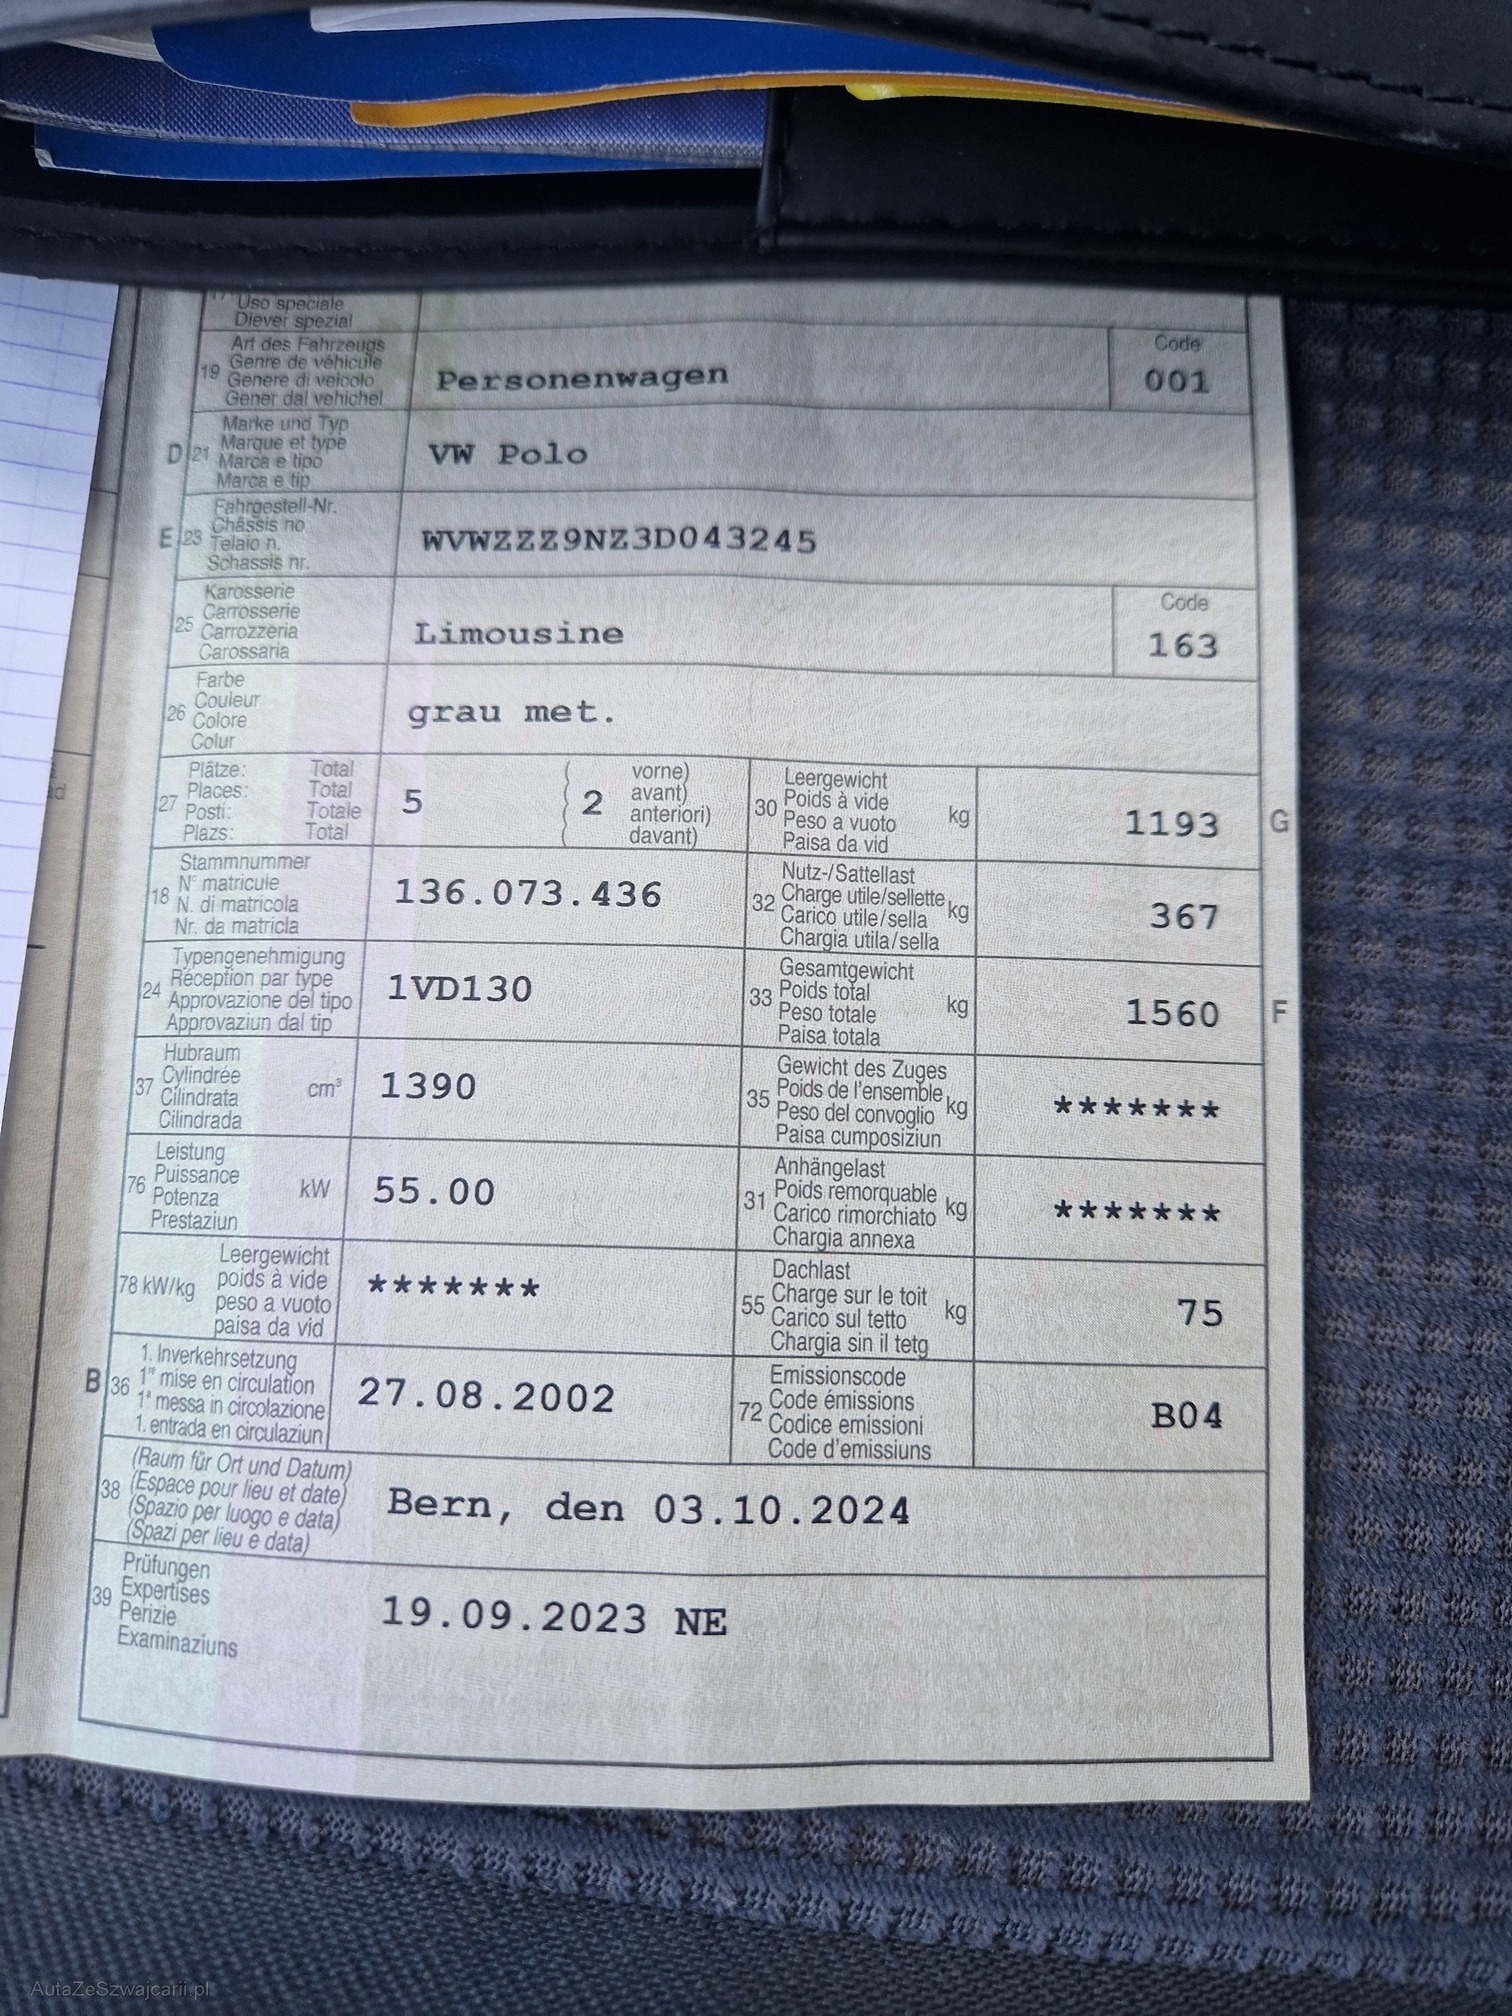 Uso speciale
Diever spezial
19 Art des Fahrzeugs
Genre de véhicule
Genere di veicolo
Gener dal vehichel
Personenwagen
Code
001
D 21 Marke und Typ
Marque et type
Marca e tipo
Marca e tip
VW Polo
E 23 Fahrgestell-Nr.
Châssis no
Telaio n.
Schassis nr.
WVWZZZ9NZ3D043245
25 Karosserie
Carrosserie
Carrozzeria
Carossaria
Limousine
Code
163
26 Farbe
Couleur
Colore
Colur
grau met.
27 Plätze: Total
Places: Total
Posti: Totale
Plazs: Total
5
( 2 vorne)
( avant)
( anteriori)
( davant)
30 Leergewicht
Poids à vide
Peso a vuoto
Paisa da vid
kg
1193 G
18 Stammnummer
N° matricule
N. di matricola
Nr. da matricla
136.073.436
32 Nutz-/Sattellast
Charge utile/sellette
Carico utile/sella
Chargia utila/sella
kg
367
24 Typengenehmigung
Réception par type
Approvazione del tipo
Approvaziun dal tip
1VD130
33 Gesamtgewicht
Poids total
Peso totale
Paisa totala
kg
1560 F
37 Hubraum
Cylindrée
Cilindrata
Cilindrada
cm³
1390
35 Gewicht des Zuges
Poids de l'ensemble
Peso del convoglio
Paisa cumposiziun
kg
*******
76 Leistung
Puissance
Potenza
Prestaziun
kW
55.00
31 Anhängelast
Poids remorquable
Carico rimorchiato
Chargia annexa
kg
*******
78 kW/kg Leergewicht
poids à vide
peso a vuoto
paisa da vid
*******
55 Dachlast
Charge sur le toit
Carico sul tetto
Chargia sin il tetg
kg
75
B 36 1. Inverkehrsetzung
1re mise en circulation
1a messa in circolazione
1. entrada en circulaziun
27.08.2002
72 Emissionscode
Code émissions
Codice emissioni
Code d'emissiuns
B04
38 (Raum für Ort und Datum)
(Espace pour lieu et date)
(Spazio per luogo e data)
(Spazi per lieu e data)
Bern, den 03.10.2024
39 Prüfungen
Expertises
Perizie
Examinaziuns
19.09.2023 NE
AutaZeSzwajcarii.pl